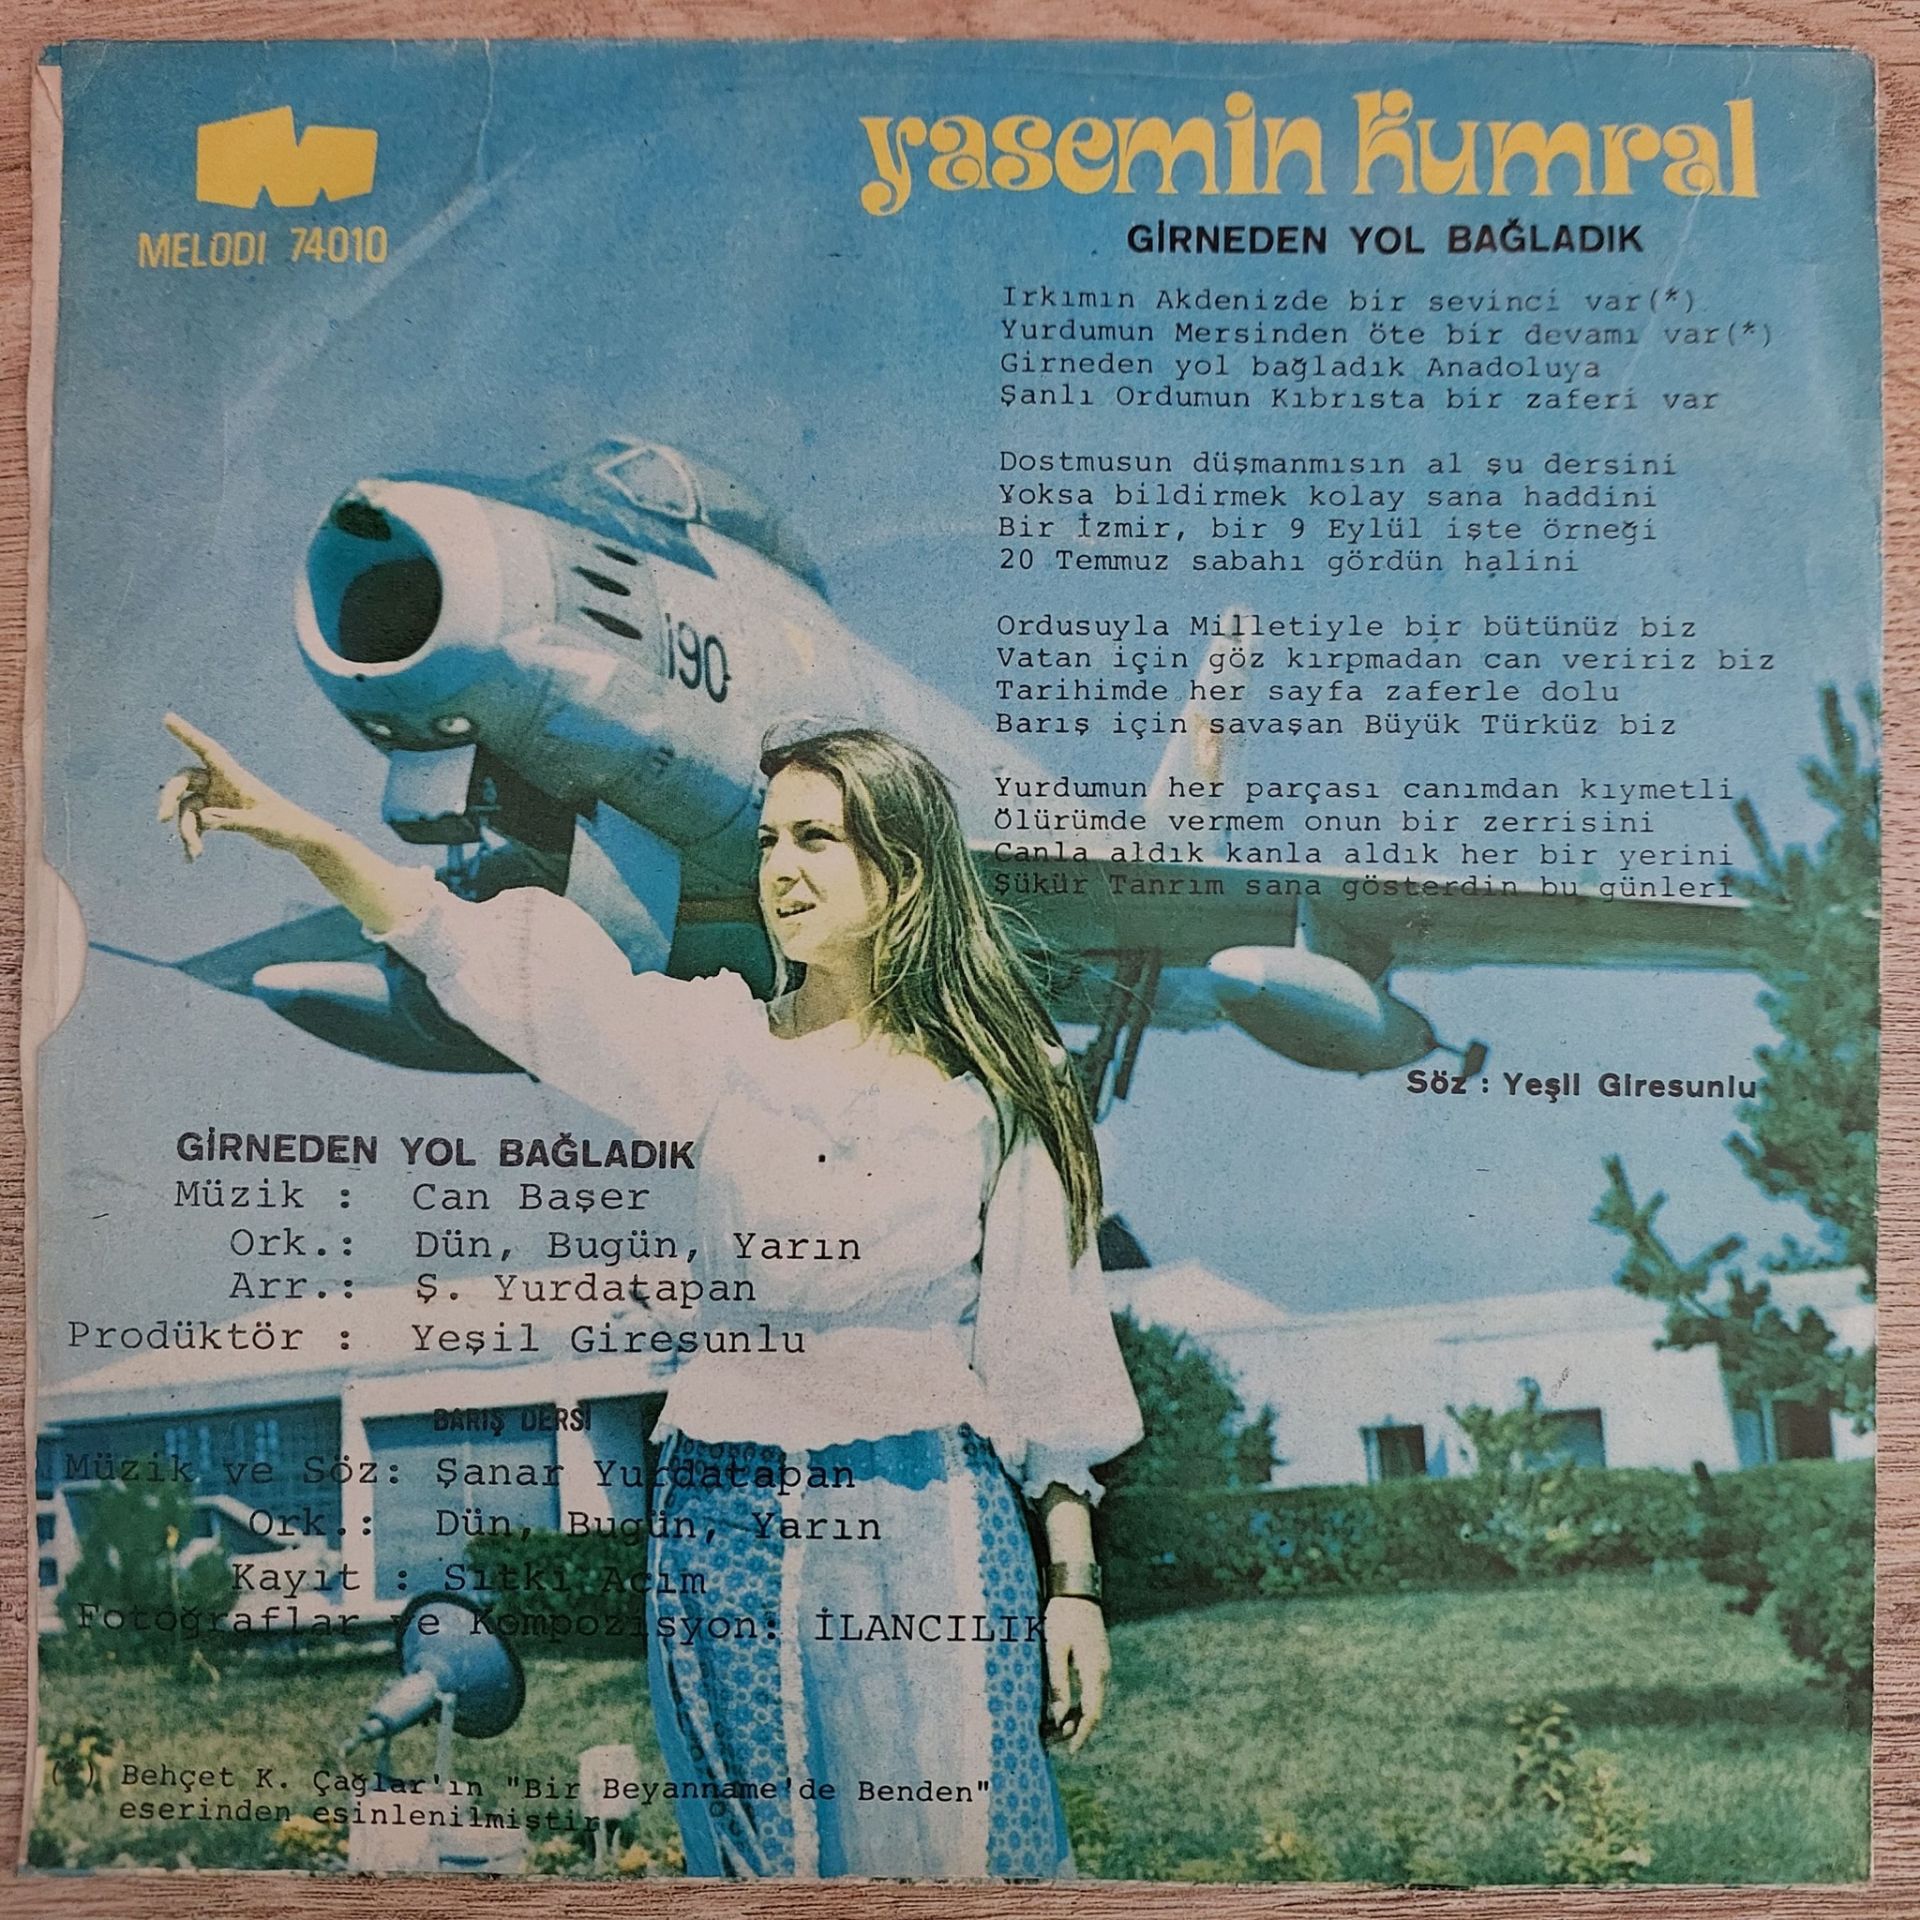 yasemin kumral
MELODİ 74010
GİRNEDEN YOL BAĞLADIK
Irkımın Akdenizde bir sevinci var(*)
Yurdumun Mersinden öte bir devamı var(*)
Girneden yol bağladık Anadoluya
Şanlı Ordumun Kıbrısta bir zaferi var
Dostmusun düşmanmısın al şu dersini
Yoksa bildirmek kolay sana haddini
Bir İzmir, bir 9 Eylül işte örneği
20 Temmuz sabahı gördün halini
Ordusuyla Milletiyle bir bütünüz biz
Vatan için göz kırpmadan can veririz biz
Tarihimde her sayfa zaferle dolu
Barış için savaşan Büyük Türküz biz
Yurdumun her parçası canımdan kıymetli
Ölürümde vermem onun bir zerrisini
Canla aldık kanla aldık her bir yerini
Şükür Tanrım sana gösterdin bu günleri
190
Söz : Yeşil Giresunlu
GİRNEDEN YOL BAĞLADIK
Müzik : Can Başer
Ork.: Dün, Bugün, Yarın
Arr.: Ş. Yurdatapan
Prodüktör : Yeşil Giresunlu
BARIŞ DERSİ
Müzik ve Söz: Şanar Yurdatapan
Ork.: Dün, Bugün, Yarın
Kayıt : Sıtkı Acim
Fotoğraflar ve Kompozisyon: İLANCILIK
(*) Behçet K. Çağlar'ın "Bir Beyanname'de Benden"
eserinden esinlenilmiştir